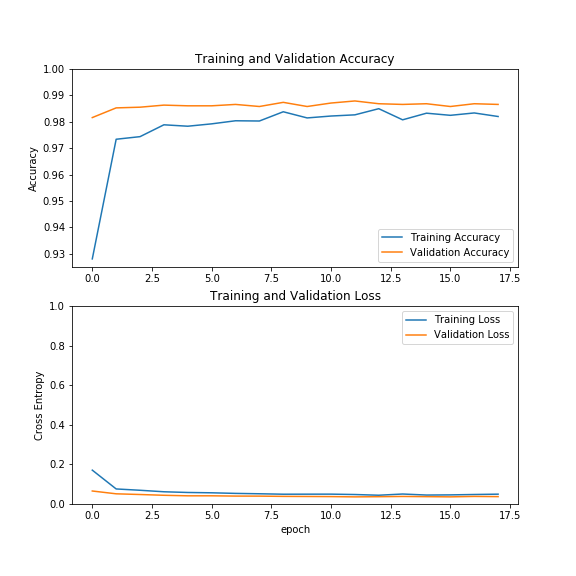 Training and Validation Accuracy
1.00
0.99
0.98
0.97
0.96
0.95
0.94
0.93
Accuracy
Training Accuracy
Validation Accuracy
0.0 2.5 5.0 7.5 10.0 12.5 15.0 17.5
Training and Validation Loss
1.0
0.8
0.6
0.4
0.2
0.0
Cross Entropy
Training Loss
Validation Loss
0.0 2.5 5.0 7.5 10.0 12.5 15.0 17.5
epoch